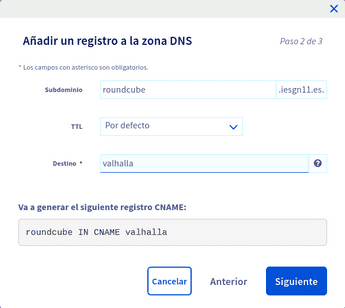 Añadir un registro a la zona DNS
Paso 2 de 3
* Los campos con asterisco son obligatorios.
Subdominio
roundcube
.iesgn11.es.
TTL
Por defecto
Destino *
valhalla
?
Va a generar el siguiente registro CNAME:
roundcube IN CNAME valhalla
Cancelar
Anterior
Siguiente